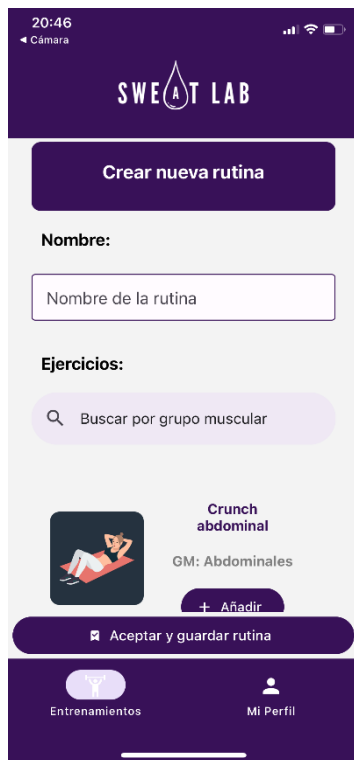 20:46
◀ Cámara
SWEAT LAB
Crear nueva rutina
Nombre:
Nombre de la rutina
Ejercicios:
Buscar por grupo muscular
Crunch
abdominal
GM: Abdominales
+ Añadir
Aceptar y guardar rutina
Entrenamientos
Mi Perfil